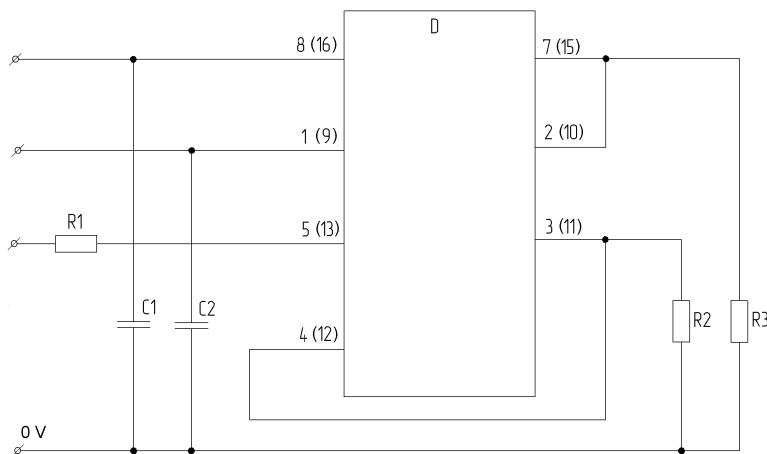 D
8 (16)
7 (15)
1 (9)
2 (10)
R1
5 (13)
3 (11)
C1
C2
R2
R3
4 (12)
0 V